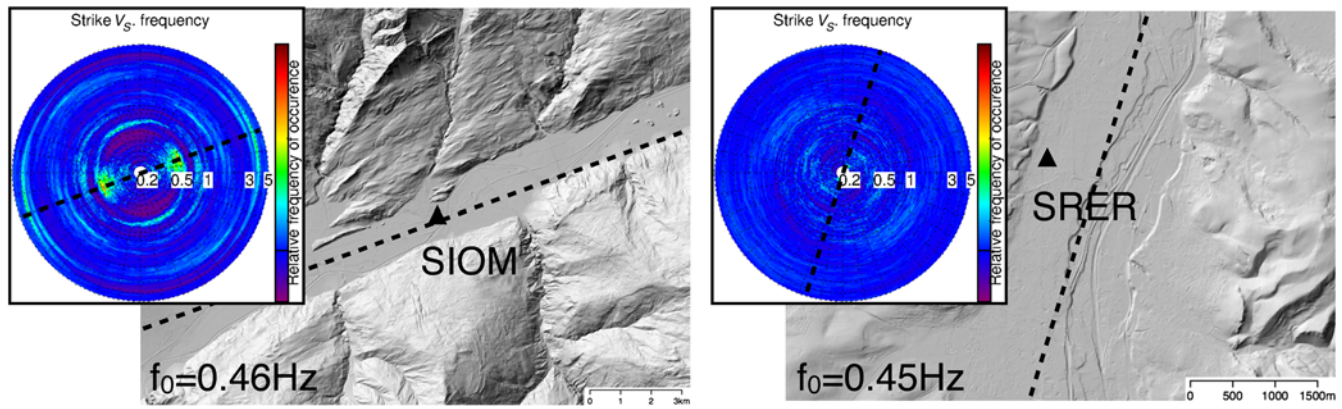 Strike Vs. frequency
0.2 0.5 1 3 5
Relative frequency of occurence
SIOM
f0=0.46Hz
0 1 2 3km
Strike Vs. frequency
0.2 0.5 1 3 5
Relative frequency of occurence
SRER
f0=0.45Hz
0 500 1000 1500m